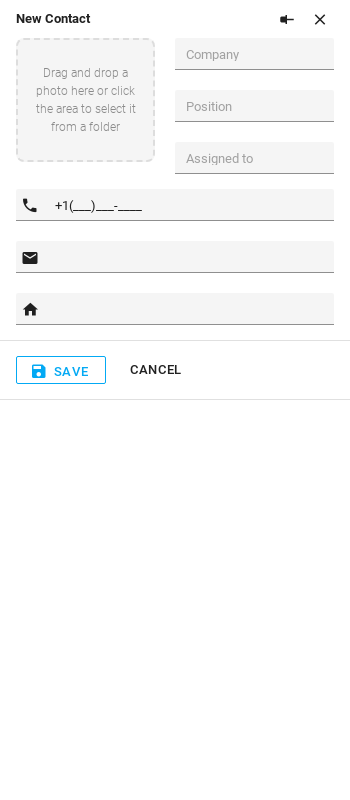 New Contact
Drag and drop a
photo here or click
the area to select it
from a folder
Company
Position
Assigned to
+1(___)___-____
SAVE
CANCEL